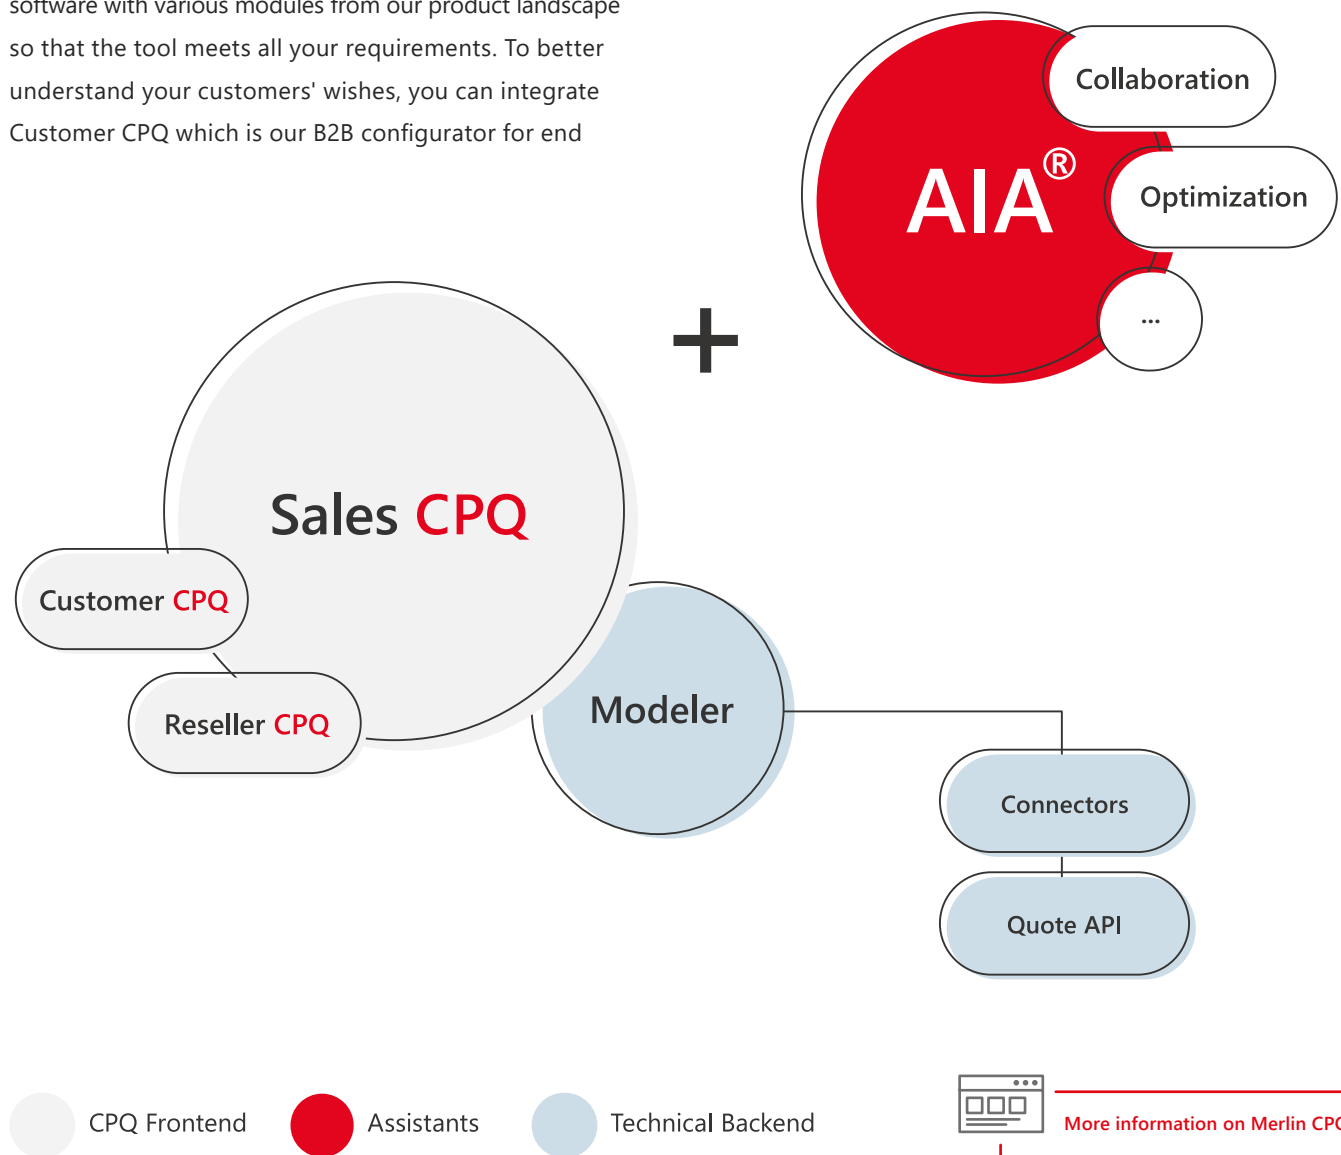 software with various modules from our product landscape
so that the tool meets all your requirements. To better
understand your customers' wishes, you can integrate
Customer CPQ which is our B2B configurator for end
Collaboration
AIA®
Optimization
...
+
Sales CPQ
Customer CPQ
Reseller CPQ
Modeler
Connectors
Quote API
CPQ Frontend
Assistants
Technical Backend
More information on Merlin CPQ